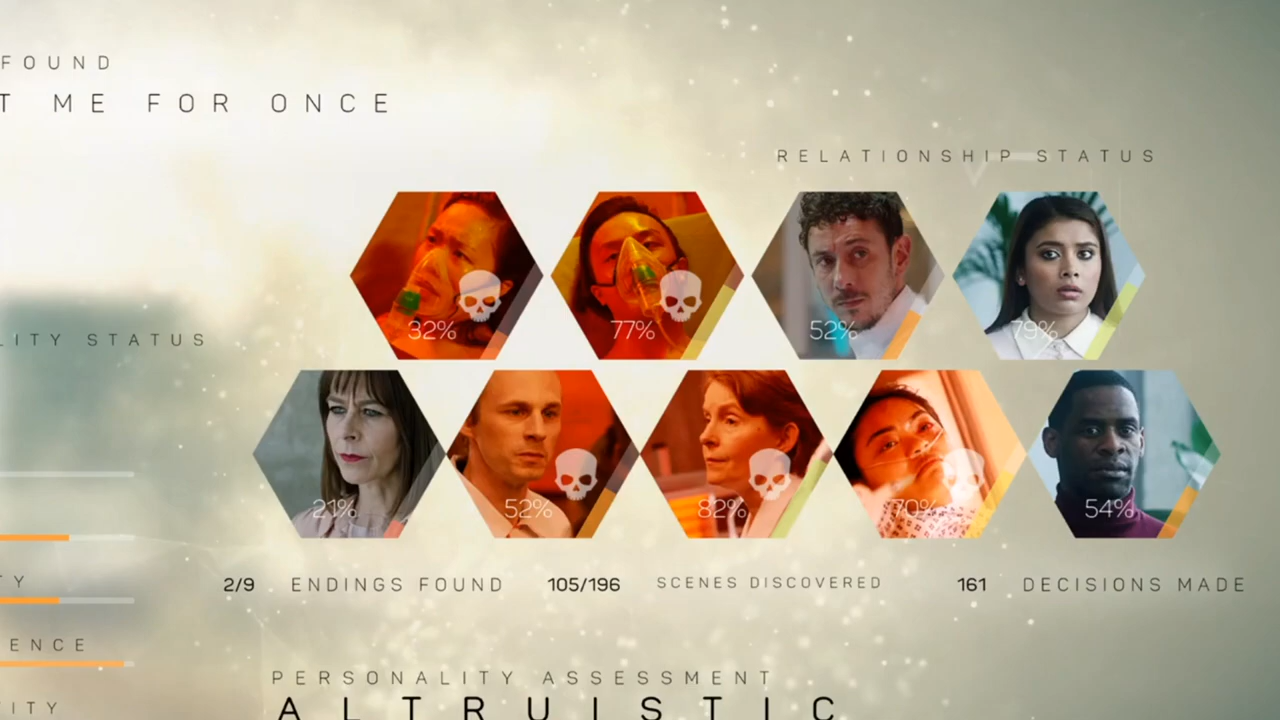 FOUND
T ME FOR ONCE
RELATIONSHIP STATUS
32% 77% 52% 79%
LITY STATUS
21% 52% 82% 70% 54%
2/9 ENDINGS FOUND 105/196 SCENES DISCOVERED 161 DECISIONS MADE
TY
ENCE
PERSONALITY ASSESSMENT
ITY
ALTRUISTIC